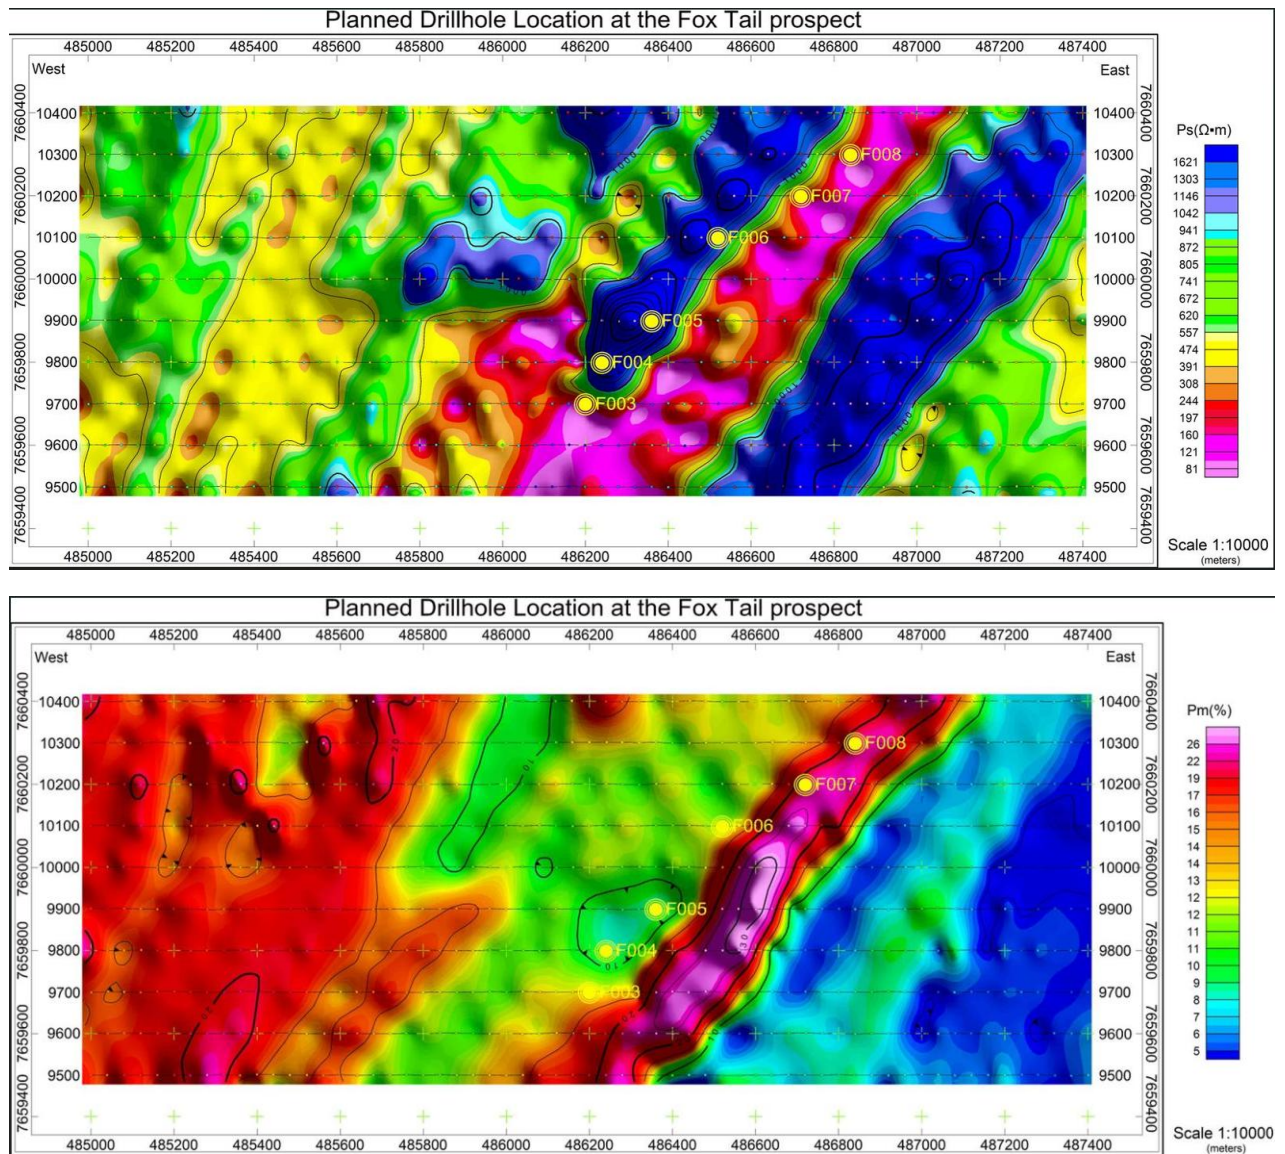 Planned Drillhole Location at the Fox Tail prospect
485000 485200 485400 485600 485800 486000 486200 486400 486600 486800 487000 487200 487400
West East
7660400 10400 10400 7660400
10300 F008 10300
7660200 10200 F007 10200 7660200
10100 F006 10100
7660000 10000 10000 7660000
9900 F005 9900
7659800 9800 F004 9800 7659800
9700 F003 9700
7659600 9600 9600 7659600
9500 9500
7659400 7659400
485000 485200 485400 485600 485800 486000 486200 486400 486600 486800 487000 487200 487400
Ps(Ω•m)
1621
1303
1146
1042
941
872
805
741
672
620
557
474
391
308
244
197
160
121
81
Scale 1:10000
(meters)
Planned Drillhole Location at the Fox Tail prospect
485000 485200 485400 485600 485800 486000 486200 486400 486600 486800 487000 487200 487400
West East
7660400 10400 10400 7660400
10300 F008 10300
7660200 10200 F007 10200 7660200
10100 F006 10100
7660000 10000 10000 7660000
9900 F005 9900
7659800 9800 F004 9800 7659800
9700 F003 9700
7659600 9600 9600 7659600
9500 9500
7659400 7659400
485000 485200 485400 485600 485800 486000 486200 486400 486600 486800 487000 487200 487400
Pm(%)
26
22
19
17
16
15
14
14
13
12
12
11
11
10
9
8
7
6
5
Scale 1:10000
(meters)